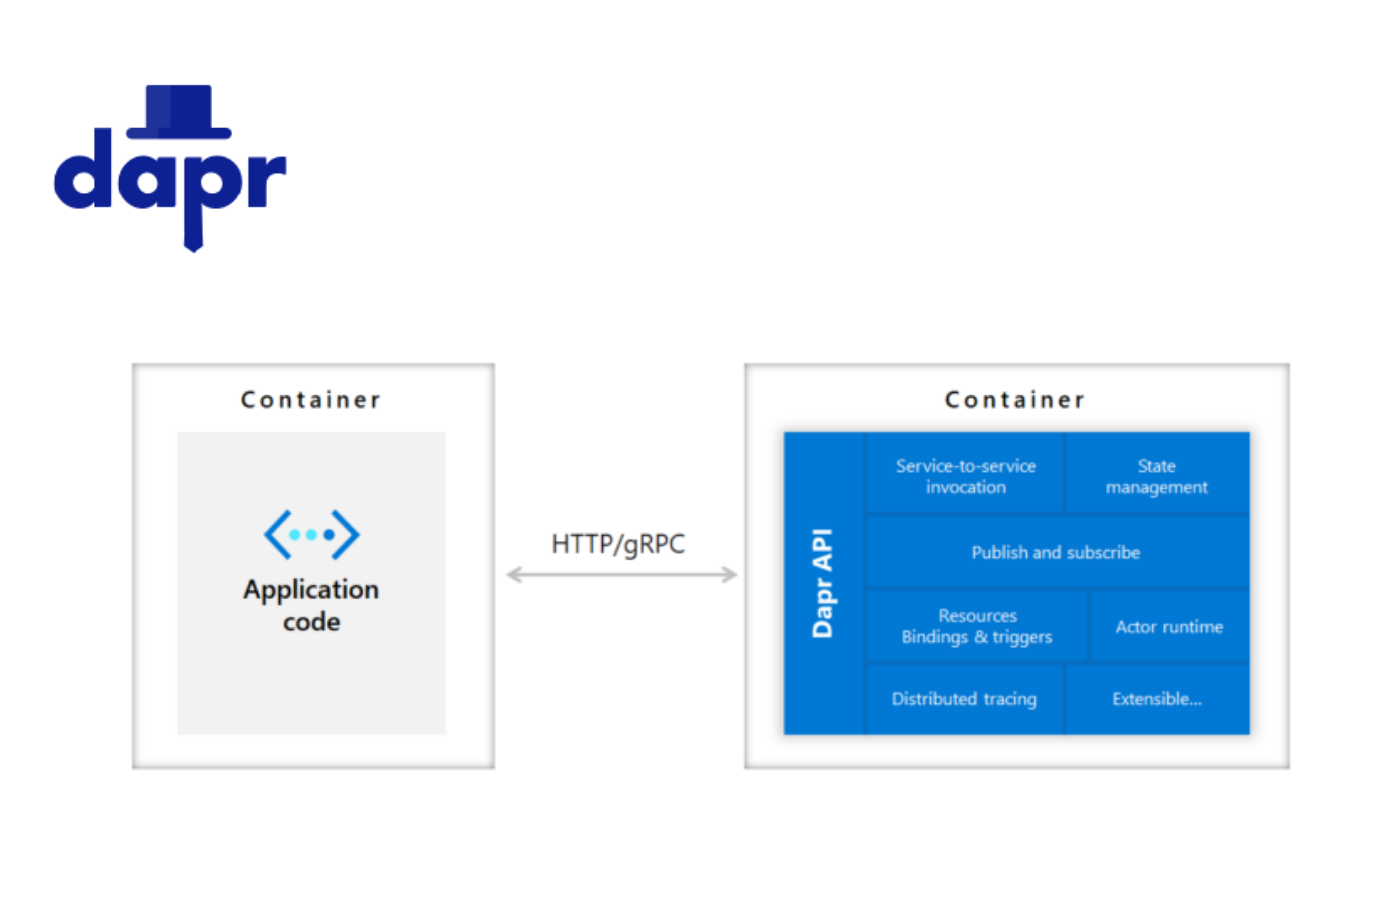 dapr
Container
Application
code
HTTP/gRPC
Container
Dapr API
Service-to-service
invocation
State
management
Publish and subscribe
Resources
Bindings & triggers
Actor runtime
Distributed tracing
Extensible...